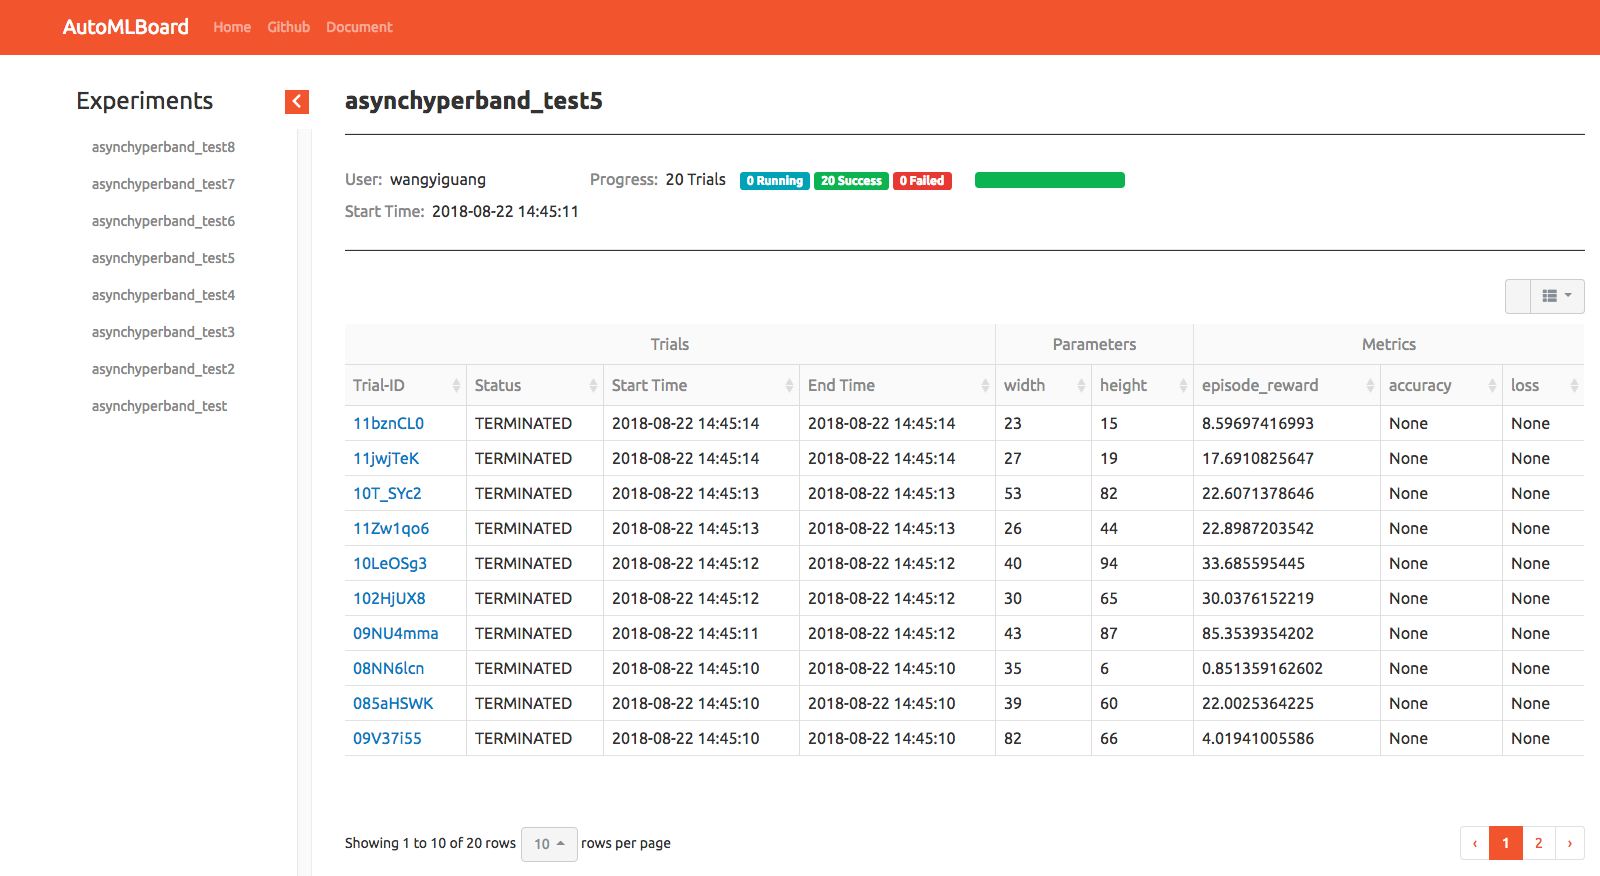 AutoMLBoard Home Github Document
Experiments
asynchyperband_test8
asynchyperband_test7
asynchyperband_test6
asynchyperband_test5
asynchyperband_test4
asynchyperband_test3
asynchyperband_test2
asynchyperband_test
asynchyperband_test5
User: wangyiguang Progress: 20 Trials 0 Running 20 Success 0 Failed
Start Time: 2018-08-22 14:45:11
Trials Parameters Metrics
Trial-ID Status Start Time End Time width height episode_reward accuracy loss
11bznCL0 TERMINATED 2018-08-22 14:45:14 2018-08-22 14:45:14 23 15 8.59697416993 None None
11jwjTeK TERMINATED 2018-08-22 14:45:14 2018-08-22 14:45:14 27 19 17.6910825647 None None
10T_SYc2 TERMINATED 2018-08-22 14:45:13 2018-08-22 14:45:13 53 82 22.6071378646 None None
11Zw1qo6 TERMINATED 2018-08-22 14:45:13 2018-08-22 14:45:13 26 44 22.8987203542 None None
10LeOSg3 TERMINATED 2018-08-22 14:45:12 2018-08-22 14:45:12 40 94 33.685595445 None None
102HjUX8 TERMINATED 2018-08-22 14:45:12 2018-08-22 14:45:12 30 65 30.0376152219 None None
09NU4mma TERMINATED 2018-08-22 14:45:11 2018-08-22 14:45:12 43 87 85.3539354202 None None
08NN6lcn TERMINATED 2018-08-22 14:45:10 2018-08-22 14:45:10 35 6 0.851359162602 None None
085aHSWK TERMINATED 2018-08-22 14:45:10 2018-08-22 14:45:10 39 60 22.0025364225 None None
09V37i55 TERMINATED 2018-08-22 14:45:10 2018-08-22 14:45:10 82 66 4.01941005586 None None
Showing 1 to 10 of 20 rows 10 rows per page ‹ 1 2 ›